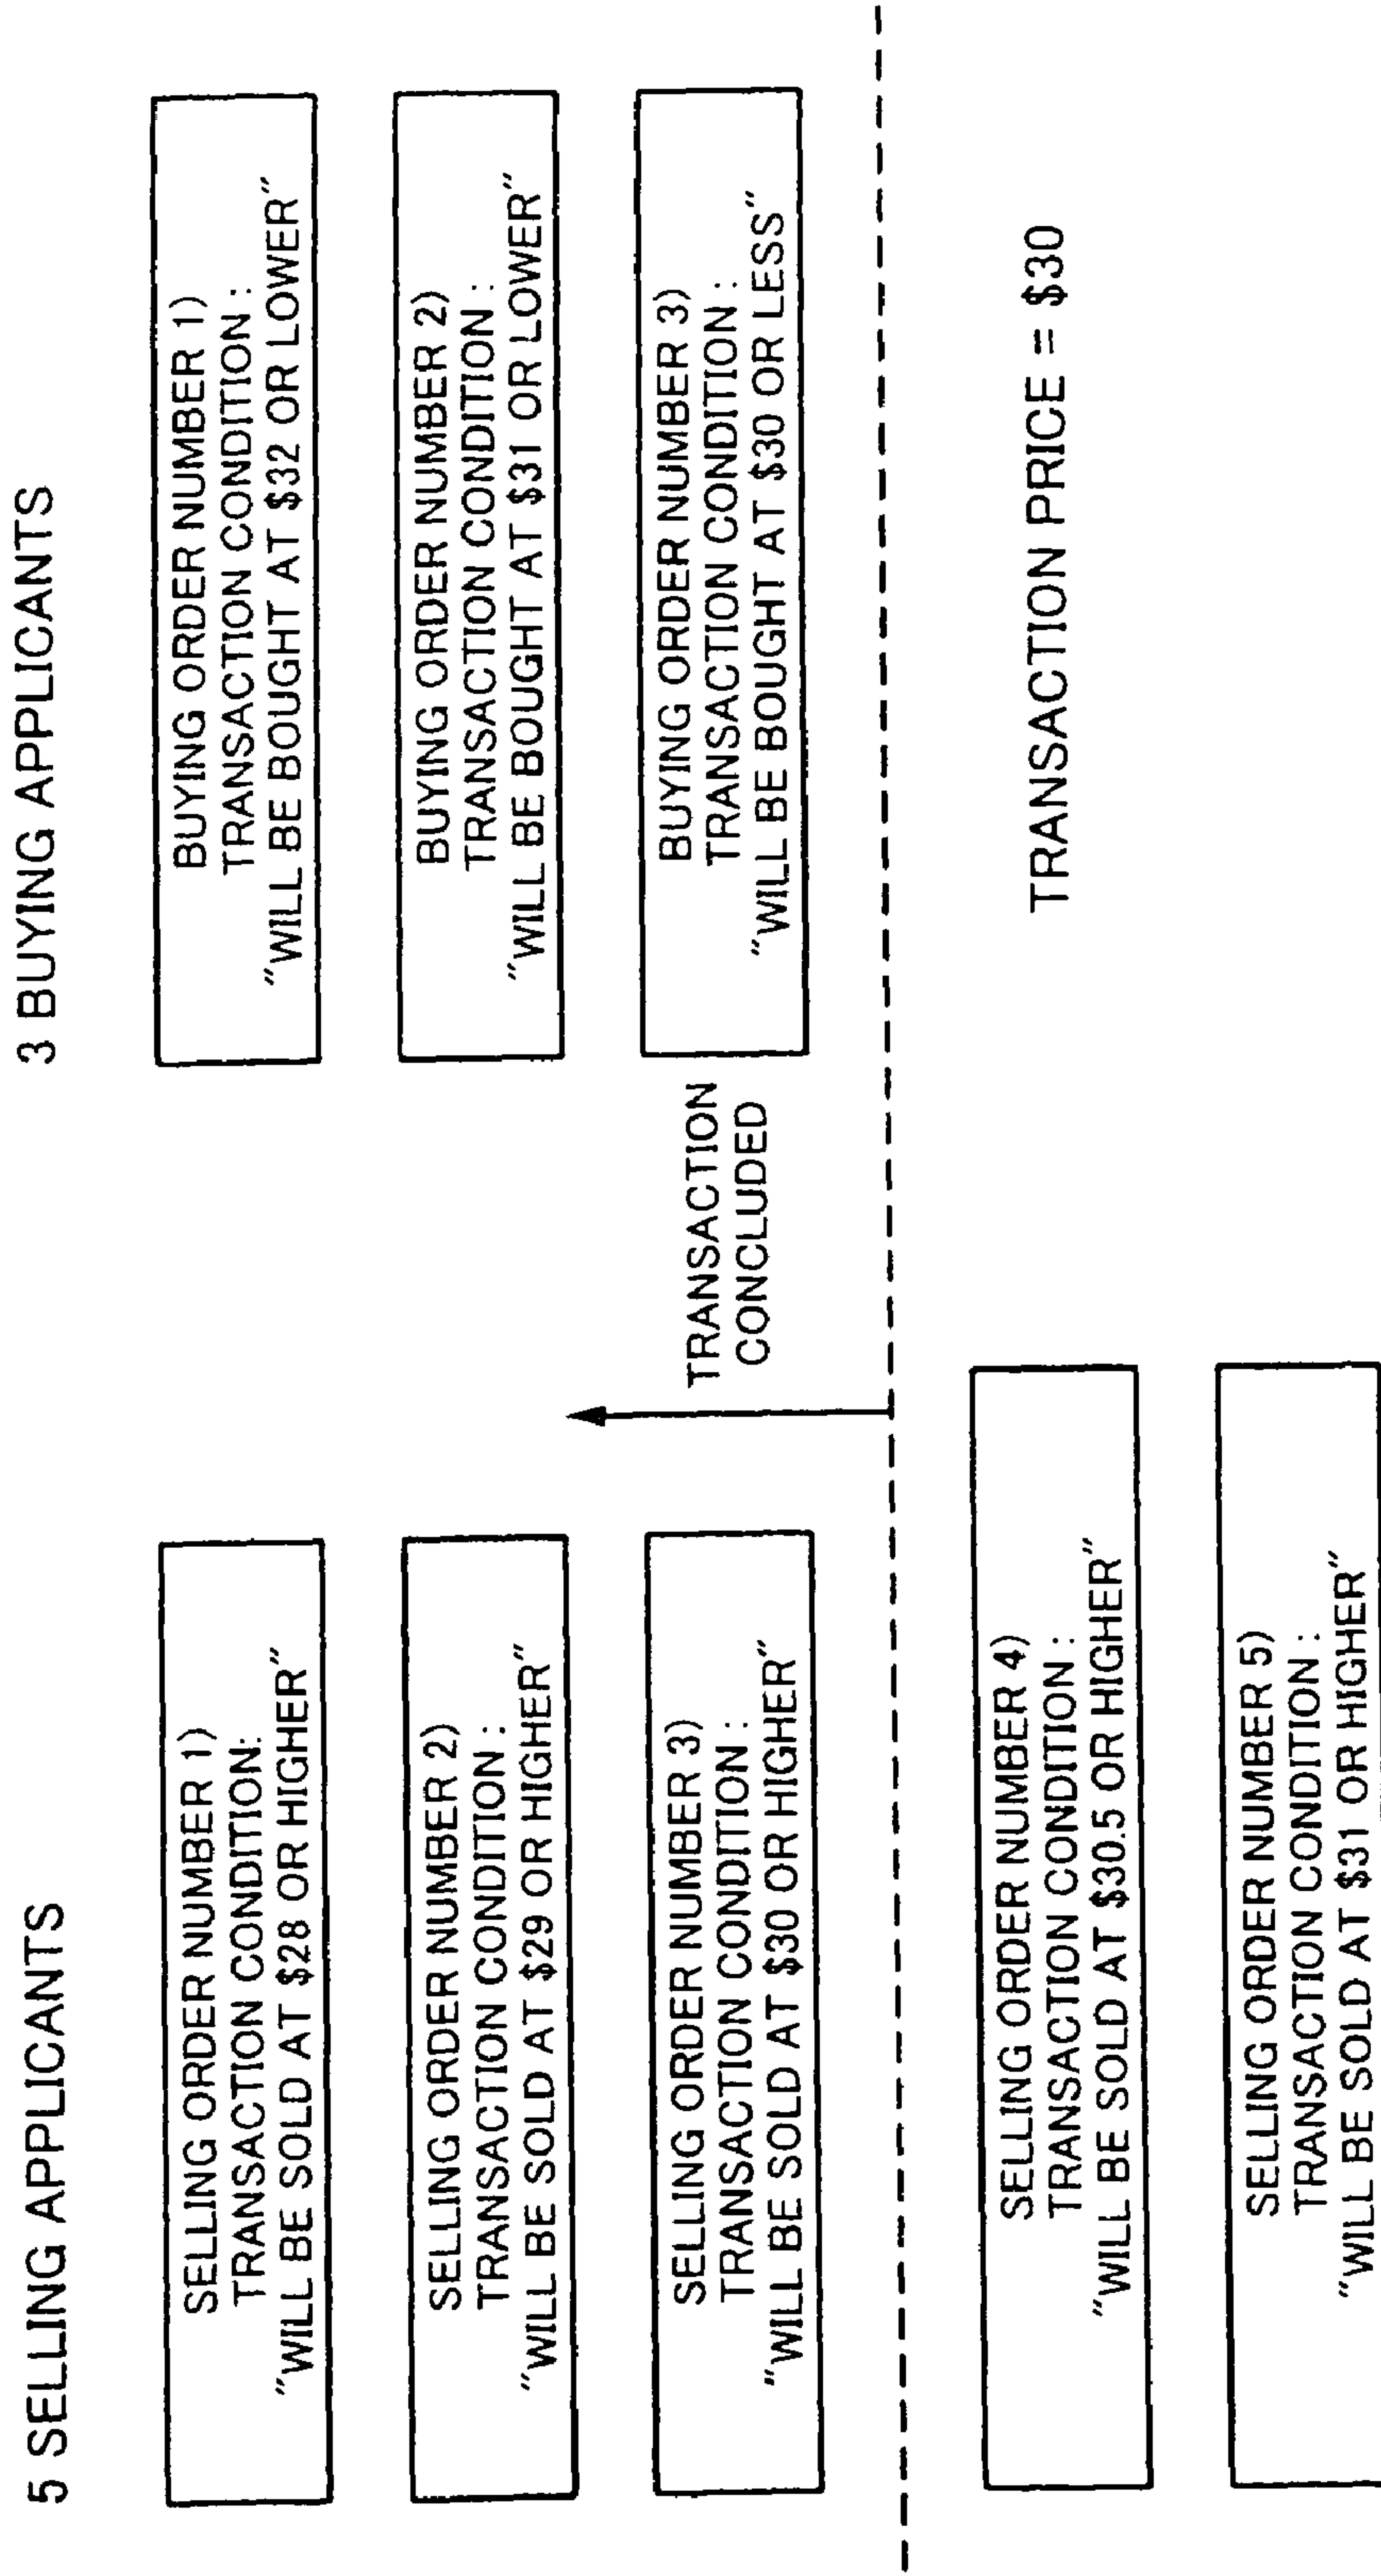 5 SELLING APPLICANTS
SELLING ORDER NUMBER 1)
TRANSACTION CONDITION:
"WILL BE SOLD AT $28 OR HIGHER"
SELLING ORDER NUMBER 2)
TRANSACTION CONDITION :
"WILL BE SOLD AT $29 OR HIGHER"
SELLING ORDER NUMBER 3)
TRANSACTION CONDITION :
"WILL BE SOLD AT $30 OR HIGHER"
SELLING ORDER NUMBER 4)
TRANSACTION CONDITION :
"WILL BE SOLD AT $30.5 OR HIGHER"
SELLING ORDER NUMBER 5)
TRANSACTION CONDITION :
"WILL BE SOLD AT $31 OR HIGHER"
TRANSACTION
CONCLUDED
3 BUYING APPLICANTS
BUYING ORDER NUMBER 1)
TRANSACTION CONDITION :
"WILL BE BOUGHT AT $32 OR LOWER"
BUYING ORDER NUMBER 2)
TRANSACTION CONDITION :
"WILL BE BOUGHT AT $31 OR LOWER"
BUYING ORDER NUMBER 3)
TRANSACTION CONDITION :
"WILL BE BOUGHT AT $30 OR LESS"
TRANSACTION PRICE = $30